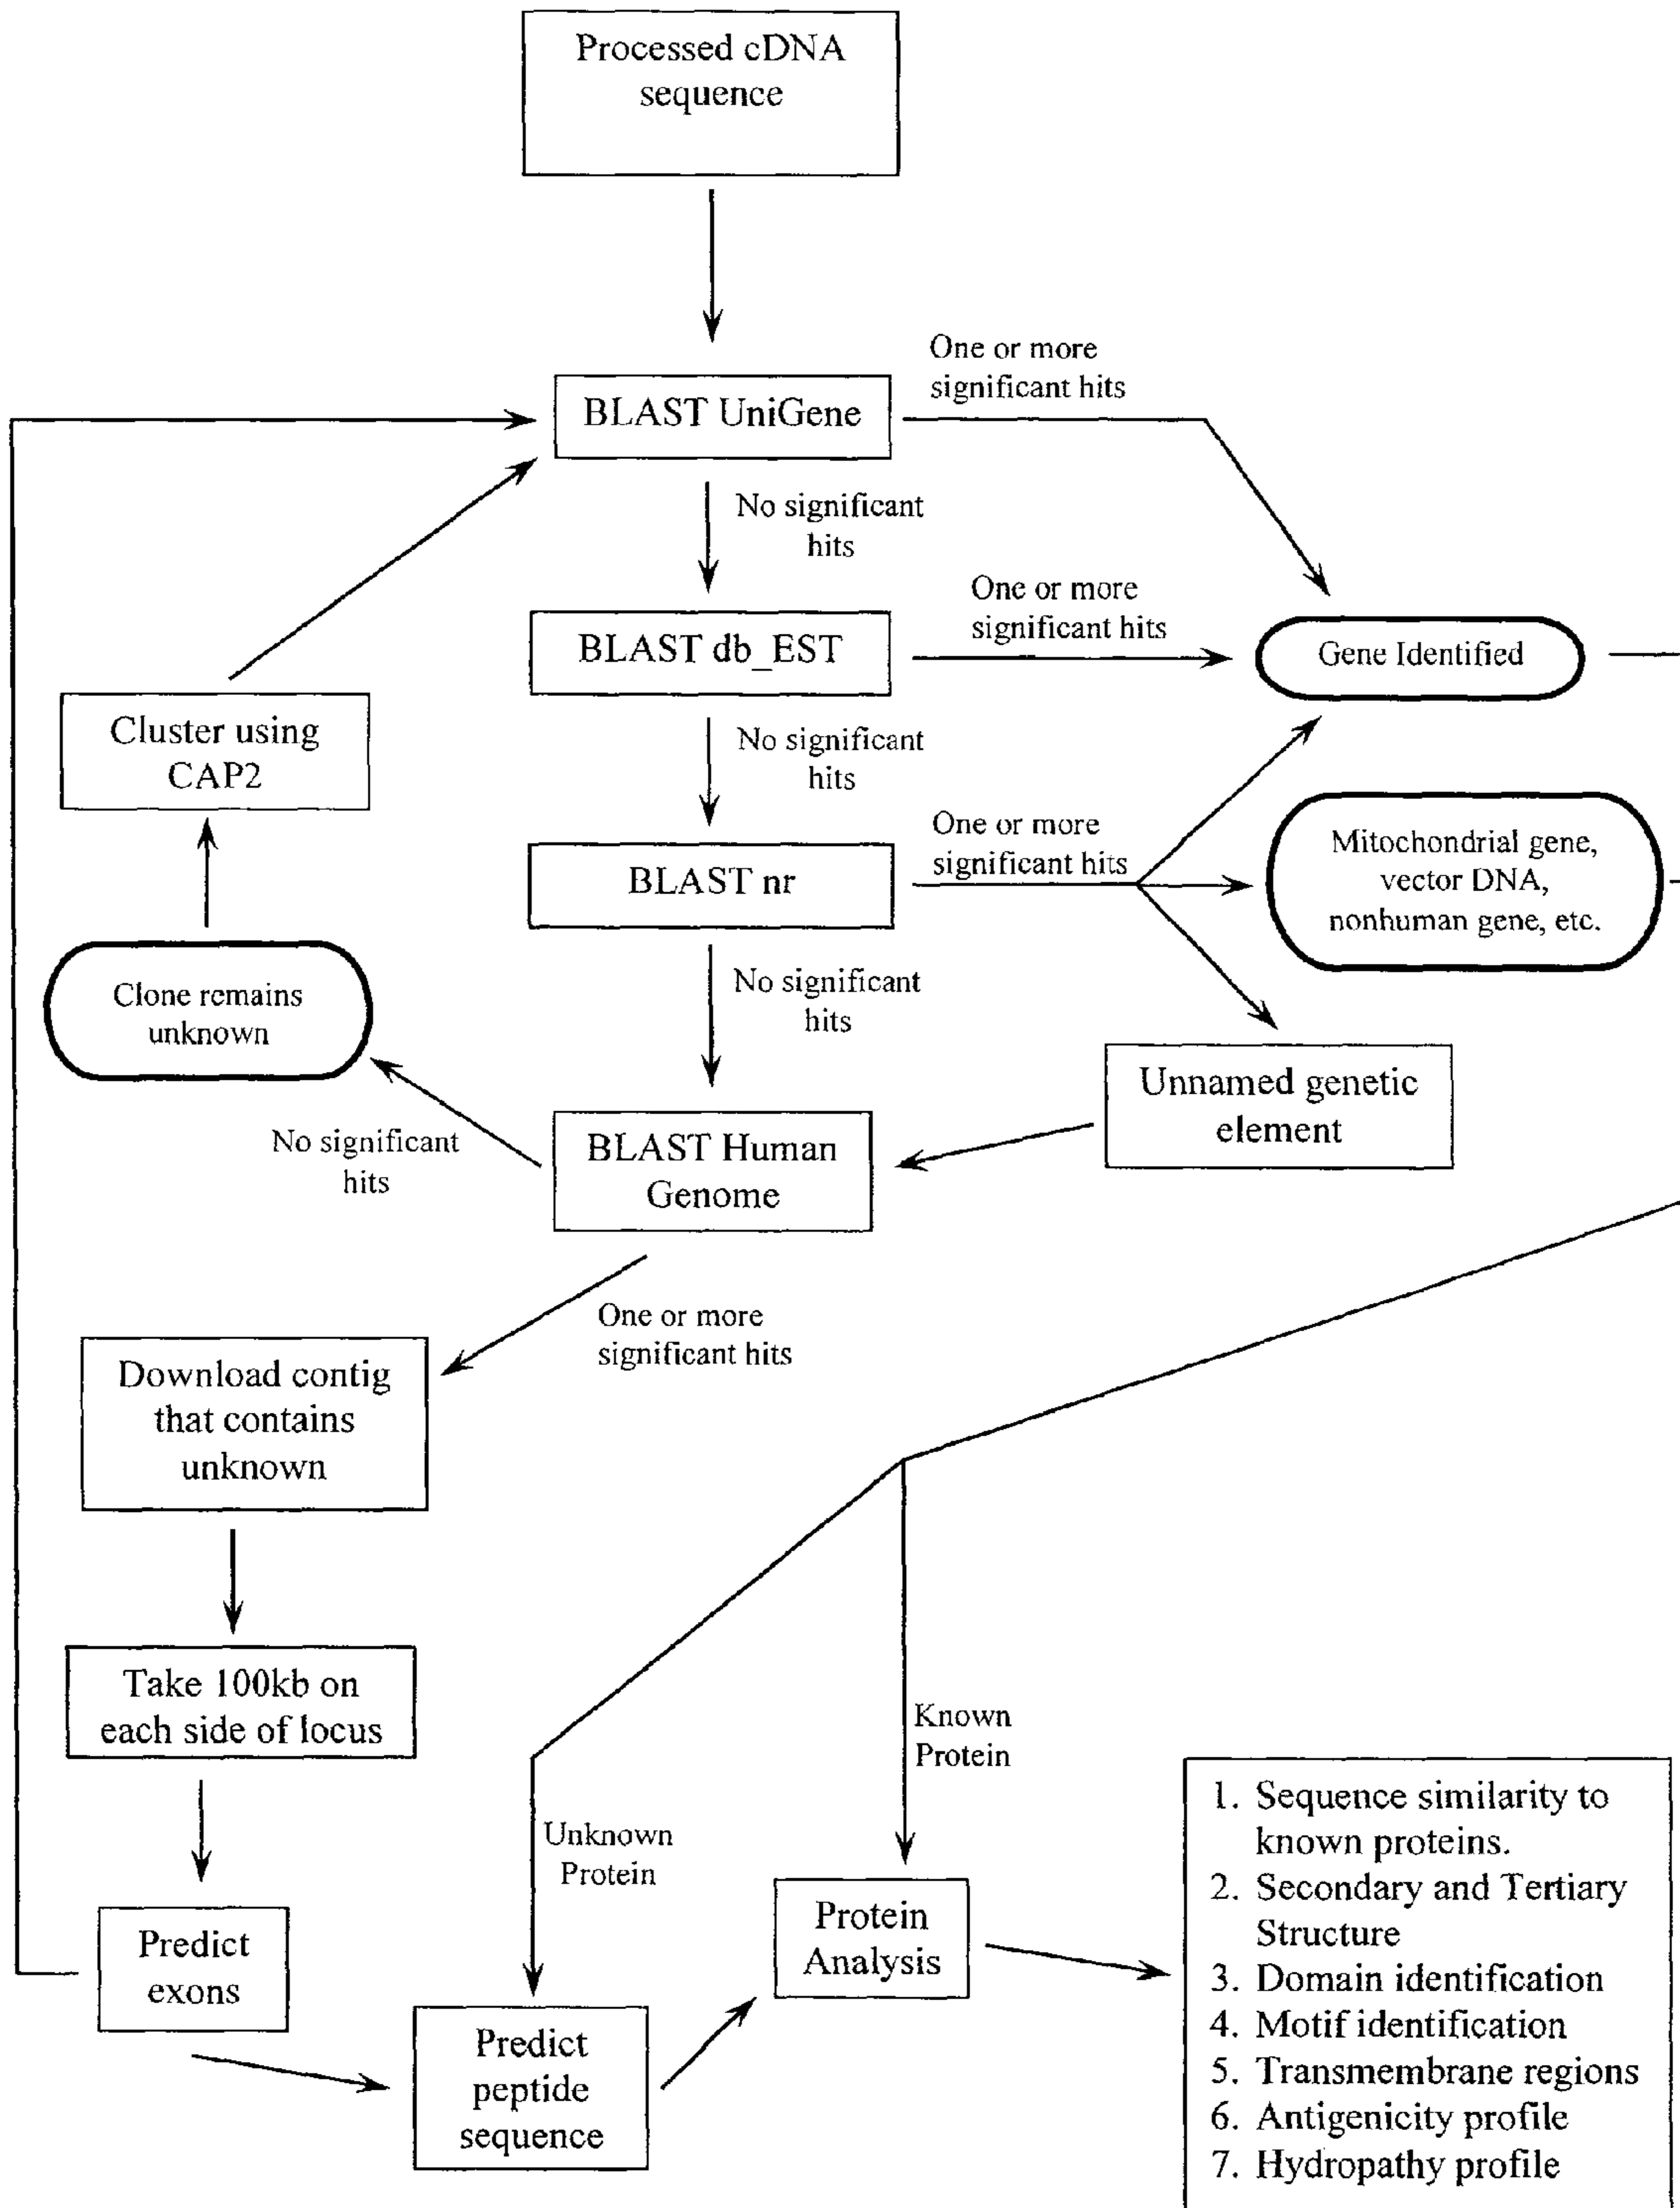 Processed cDNA
sequence
One or more
significant hits
BLAST UniGene
No significant
hits
One or more
significant hits
BLAST db_EST
Gene Identified
Cluster using
CAP2
No significant
hits
One or more
significant hits
Mitochondrial gene,
vector DNA,
nonhuman gene, etc.
BLAST nr
Clone remains
unknown
No significant
hits
Unnamed genetic
element
No significant
hits
BLAST Human
Genome
One or more
significant hits
Download contig
that contains
unknown
Take 100kb on
each side of locus
Known
Protein
Unknown
Protein
Predict
exons
Protein
Analysis
Predict
peptide
sequence
1. Sequence similarity to
known proteins.
2. Secondary and Tertiary
Structure
3. Domain identification
4. Motif identification
5. Transmembrane regions
6. Antigenicity profile
7. Hydropathy profile